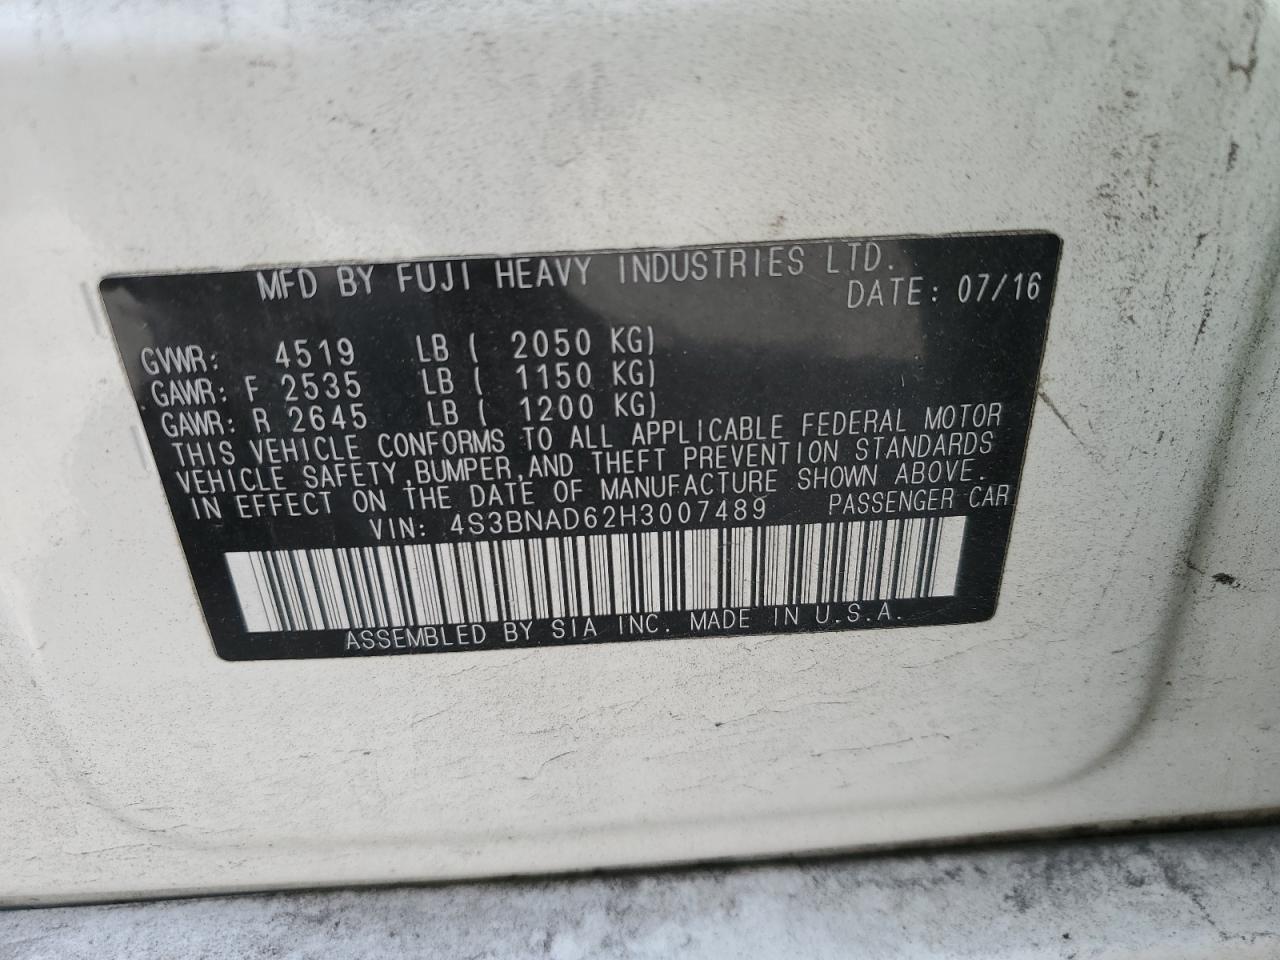 MFD BY FUJI HEAVY INDUSTRIES LTD.
DATE: 07/16
GVWR: 4519 LB ( 2050 KG)
GAWR: F 2535 LB ( 1150 KG)
GAWR: R 2645 LB ( 1200 KG)
THIS VEHICLE CONFORMS TO ALL APPLICABLE FEDERAL MOTOR
VEHICLE SAFETY,BUMPER,AND THEFT PREVENTION STANDARDS
IN EFFECT ON THE DATE OF MANUFACTURE SHOWN ABOVE.
VIN: 4S3BNAD62H3007489 PASSENGER CAR
ASSEMBLED BY SIA INC. MADE IN U.S.A.